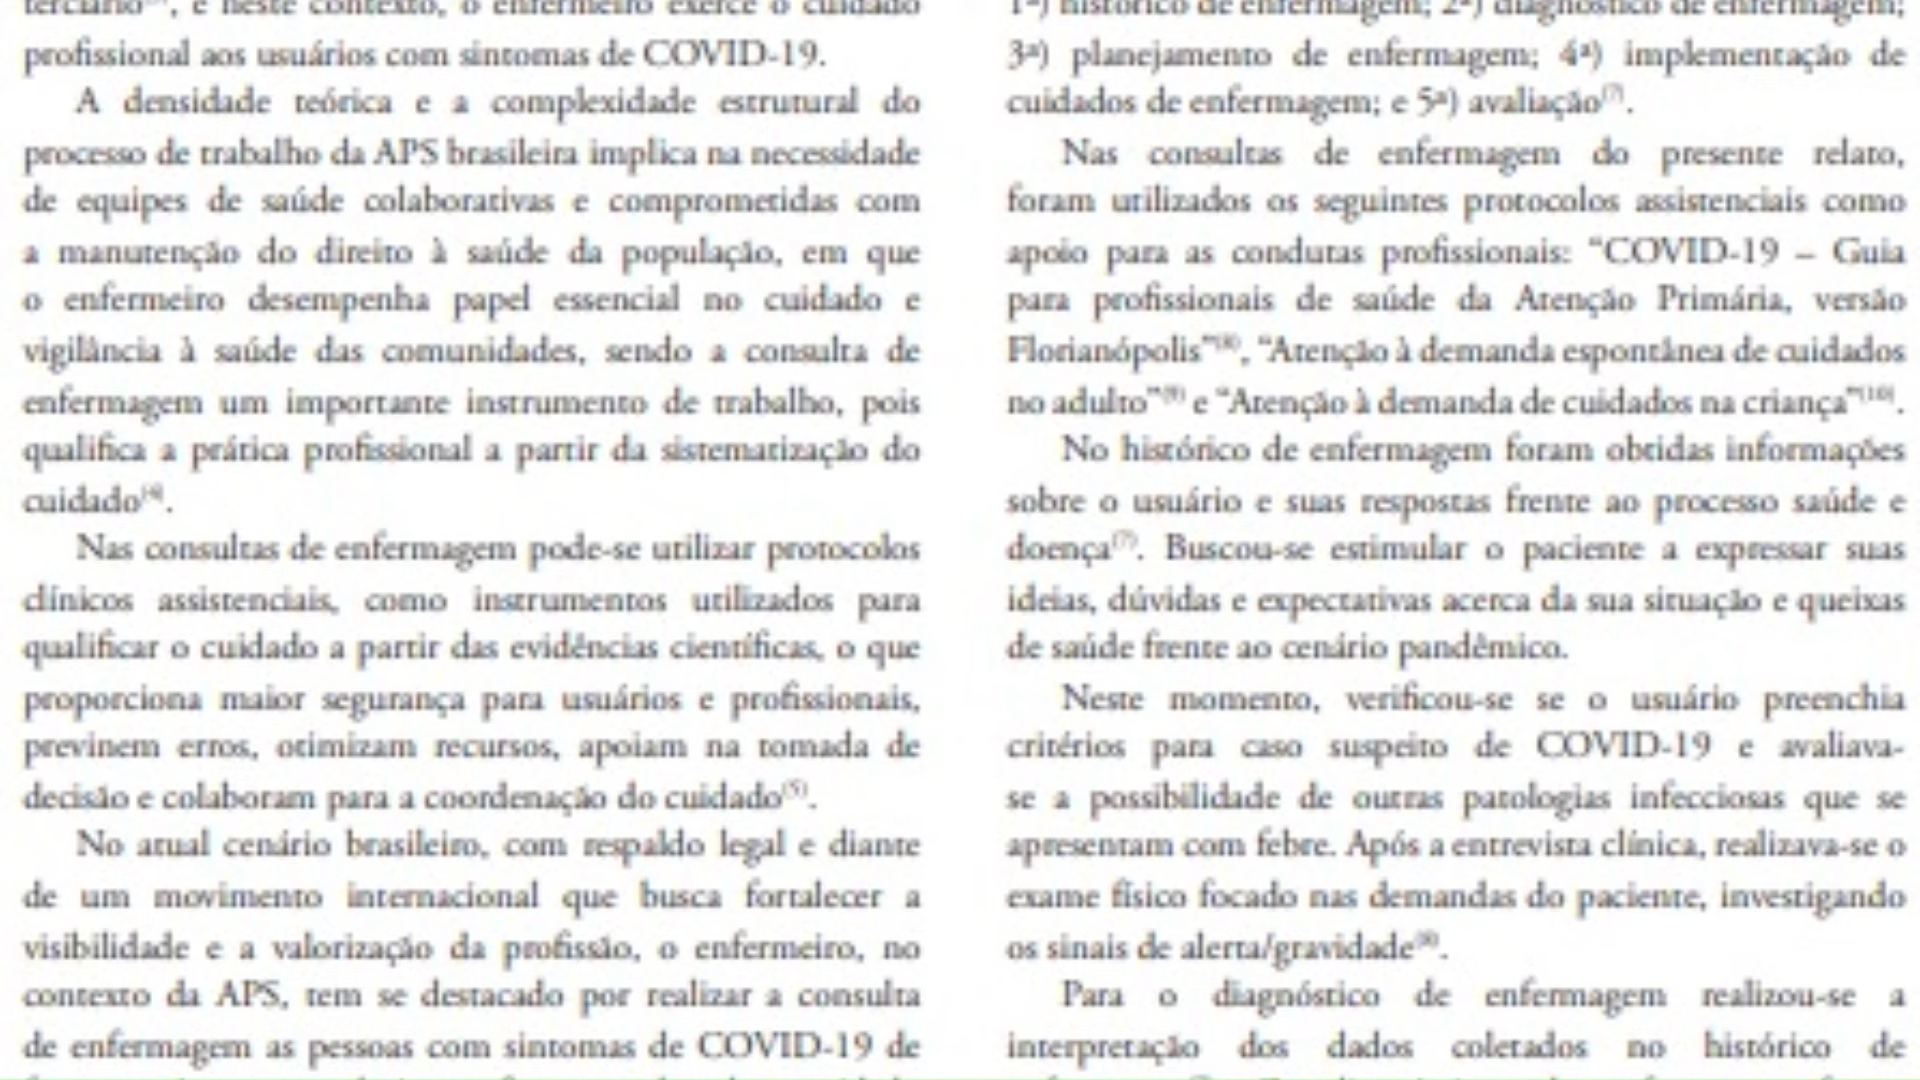 profissional aos usuários com sintomas de COVID-19.
A densidade teórica e a complexidade estrutural do
processo de trabalho da APS brasileira implica na necessidade
de equipes de saúde colaborativas e comprometidas com
a manutenção do direito à saúde da população, em que
o enfermeiro desempenha papel essencial no cuidado e
vigilância à saúde das comunidades, sendo a consulta de
enfermagem um importante instrumento de trabalho, pois
qualifica a prática profissional a partir da sistematização do
cuidado(4).
Nas consultas de enfermagem pode-se utilizar protocolos
clínicos assistenciais, como instrumentos utilizados para
qualificar o cuidado a partir das evidências científicas, o que
proporciona maior segurança para usuários e profissionais,
previnem erros, otimizam recursos, apoiam na tomada de
decisão e colaboram para a coordenação do cuidado(5).
No atual cenário brasileiro, com respaldo legal e diante
de um movimento internacional que busca fortalecer a
visibilidade e a valorização da profissão, o enfermeiro, no
contexto da APS, tem se destacado por realizar a consulta
de enfermagem as pessoas com sintomas de COVID-19 de
1ª) histórico de enfermagem; 2ª) diagnóstico de enfermagem;
3ª) planejamento de enfermagem; 4ª) implementação de
cuidados de enfermagem; e 5ª) avaliação(7).
Nas consultas de enfermagem do presente relato,
foram utilizados os seguintes protocolos assistenciais como
apoio para as condutas profissionais: “COVID-19 – Guia
para profissionais de saúde da Atenção Primária, versão
Florianópolis”(8), “Atenção à demanda espontânea de cuidados
no adulto”(9) e “Atenção à demanda de cuidados na criança”(10).
No histórico de enfermagem foram obtidas informações
sobre o usuário e suas respostas frente ao processo saúde e
doença(7). Buscou-se estimular o paciente a expressar suas
ideias, dúvidas e expectativas acerca da sua situação e queixas
de saúde frente ao cenário pandêmico.
Neste momento, verificou-se se o usuário preenchia
critérios para caso suspeito de COVID-19 e avaliava-
se a possibilidade de outras patologias infecciosas que se
apresentam com febre. Após a entrevista clínica, realizava-se o
exame físico focado nas demandas do paciente, investigando
os sinais de alerta/gravidade(8).
Para o diagnóstico de enfermagem realizou-se a
interpretação dos dados coletados no histórico de